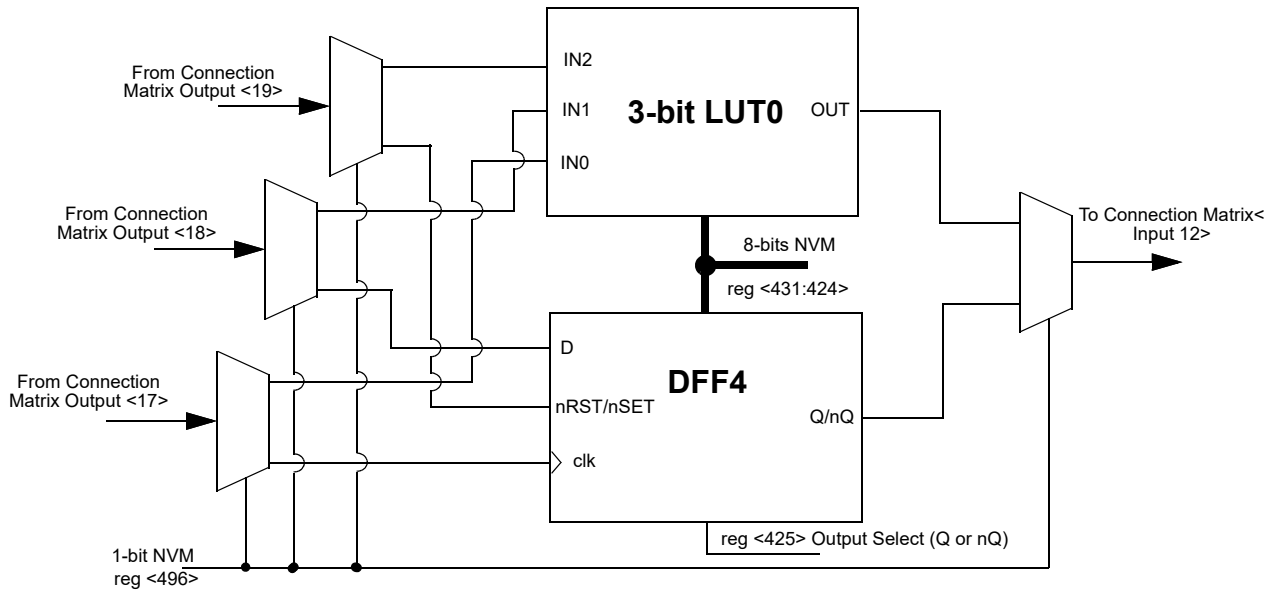 From Connection
Matrix Output <19>
IN2
IN1
IN0
3-bit LUT0
OUT
From Connection
Matrix Output <18>
To Connection Matrix<
Input 12>
8-bits NVM
reg <431:424>
From Connection
Matrix Output <17>
D
nRST/nSET
clk
DFF4
Q/nQ
reg <425> Output Select (Q or nQ)
1-bit NVM
reg <496>